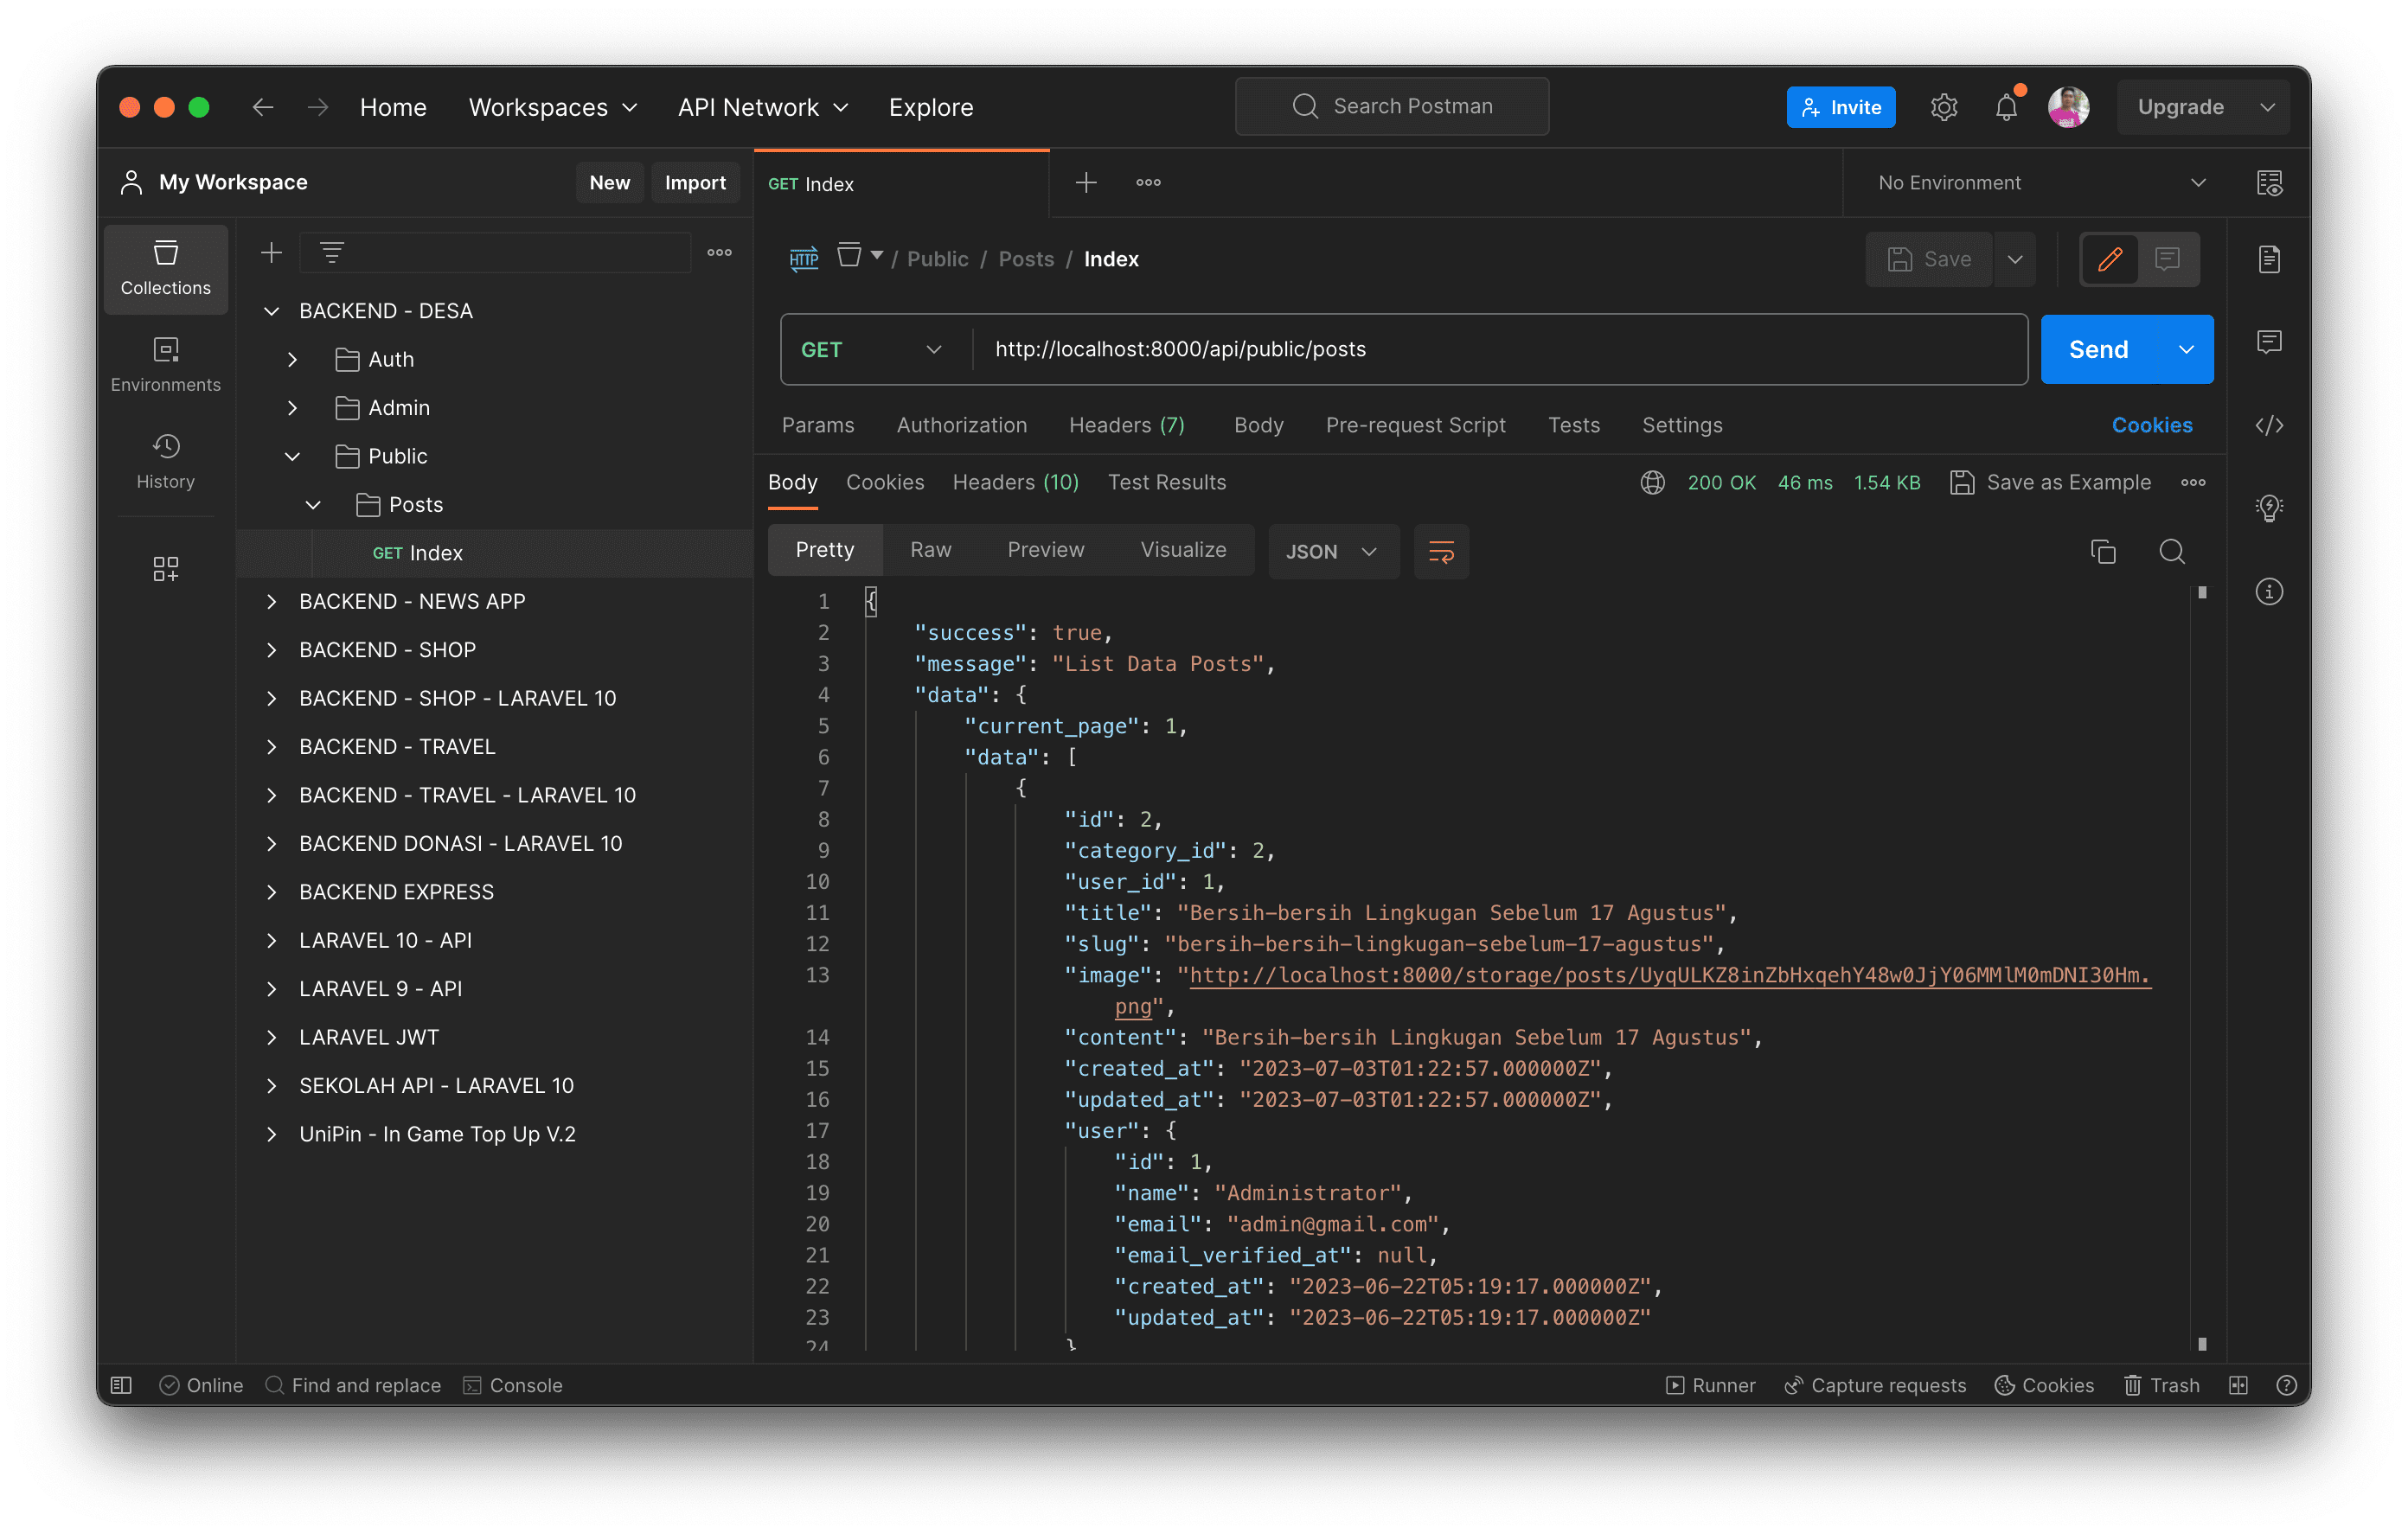 Home Workspaces API Network Explore Search Postman Invite Upgrade
My Workspace New Import
GET Index
No Environment
Collections
Environments
History
BACKEND - DESA
Auth
Admin
Public
Posts
GET Index
BACKEND - NEWS APP
BACKEND - SHOP
BACKEND - SHOP - LARAVEL 10
BACKEND - TRAVEL
BACKEND - TRAVEL - LARAVEL 10
BACKEND DONASI - LARAVEL 10
BACKEND EXPRESS
LARAVEL 10 - API
LARAVEL 9 - API
LARAVEL JWT
SEKOLAH API - LARAVEL 10
UniPin - In Game Top Up V.2
HTTP / Public / Posts / Index Save
GET http://localhost:8000/api/public/posts Send
Params Authorization Headers (7) Body Pre-request Script Tests Settings Cookies
Body Cookies Headers (10) Test Results 200 OK 46 ms 1.54 KB Save as Example
Pretty Raw Preview Visualize JSON
1 {
2 "success": true,
3 "message": "List Data Posts",
4 "data": {
5 "current_page": 1,
6 "data": [
7 {
8 "id": 2,
9 "category_id": 2,
10 "user_id": 1,
11 "title": "Bersih-bersih Lingkugan Sebelum 17 Agustus",
12 "slug": "bersih-bersih-lingkugan-sebelum-17-agustus",
13 "image": "http://localhost:8000/storage/posts/UyqULKZ8inZbHxqehY48w0JjY06MMlM0mDNI30Hm.
png",
14 "content": "Bersih-bersih Lingkugan Sebelum 17 Agustus",
15 "created_at": "2023-07-03T01:22:57.000000Z",
16 "updated_at": "2023-07-03T01:22:57.000000Z",
17 "user": {
18 "id": 1,
19 "name": "Administrator",
20 "email": "admin@gmail.com",
21 "email_verified_at": null,
22 "created_at": "2023-06-22T05:19:17.000000Z",
23 "updated_at": "2023-06-22T05:19:17.000000Z"
24 }
Online Find and replace Console Runner Capture requests Cookies Trash